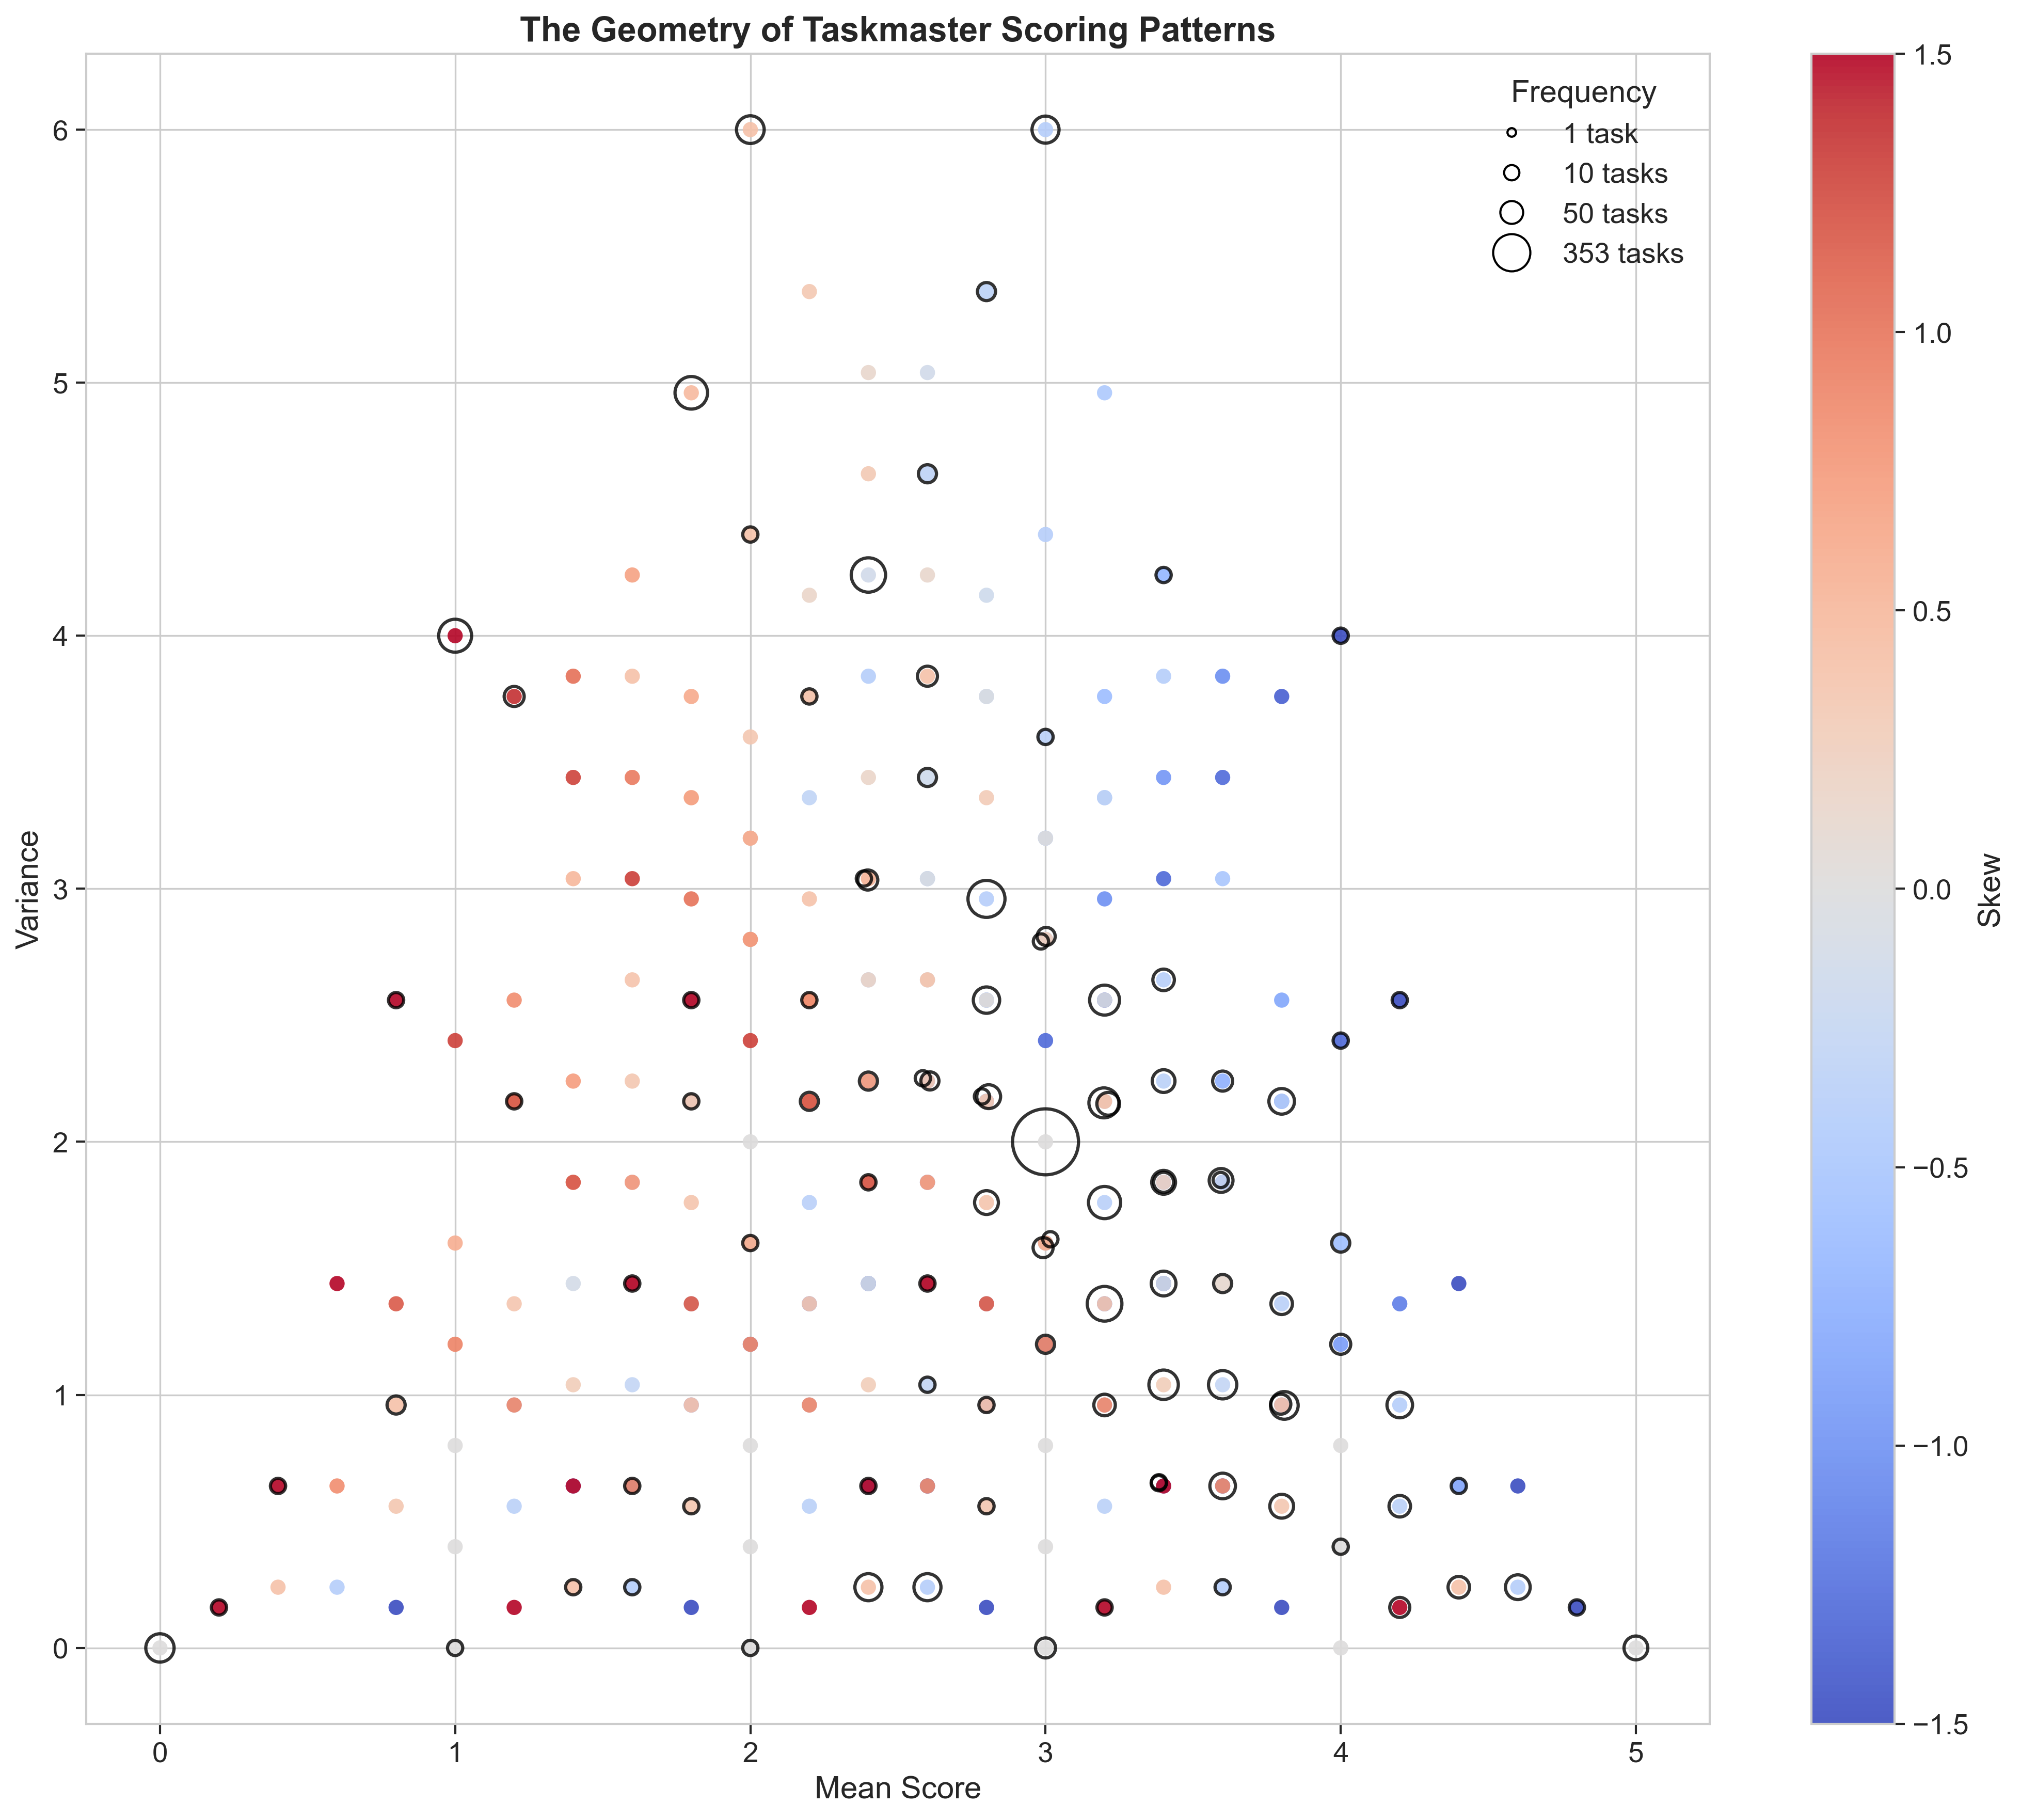 The Geometry of Taskmaster Scoring Patterns
Frequency
1 task
10 tasks
50 tasks
353 tasks
6
5
4
3
2
1
0
Variance
0
1
2
3
4
5
Mean Score
1.5
1.0
0.5
0.0
−0.5
−1.0
−1.5
Skew